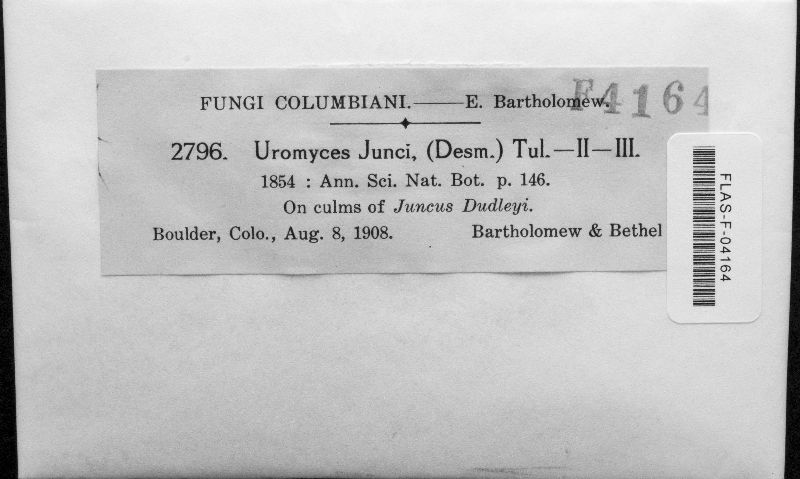 FUNGI COLUMBIANI.——E. Bartholomew.
F4164
2796. Uromyces Junci, (Desm.) Tul.—II—III.
1854 : Ann. Sci. Nat. Bot. p. 146.
On culms of Juncus Dudleyi.
Boulder, Colo., Aug. 8, 1908. Bartholomew & Bethel
FLAS-F-04164